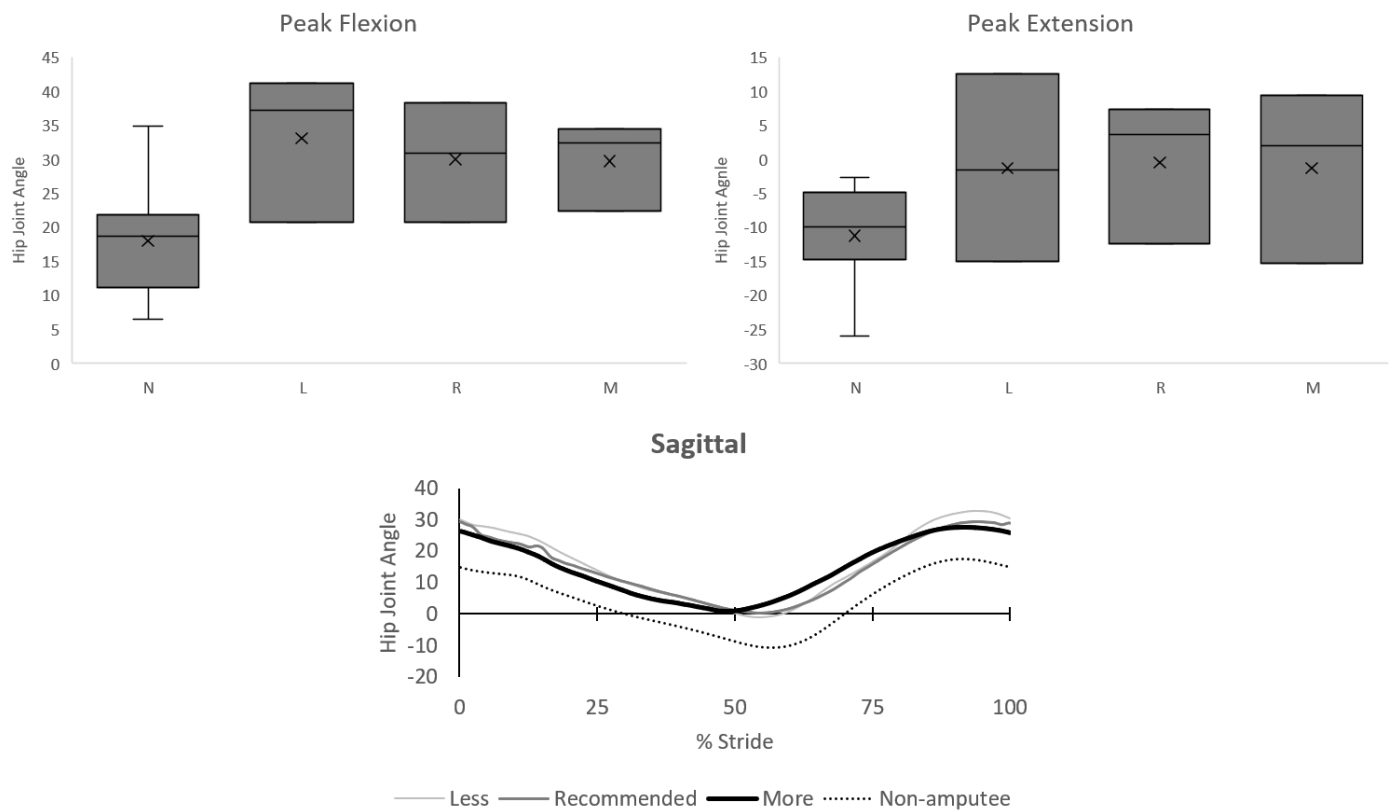 Peak Flexion
Hip Joint Angle
45
40
35
30
25
20
15
10
5
0
N L R M
Peak Extension
Hip Joint Agnle
15
10
5
0
-5
-10
-15
-20
-25
-30
N L R M
Sagittal
Hip Joint Angle
40
30
20
10
0
-10
-20
0 25 50 75 100
% Stride
Less Recommended More Non-amputee